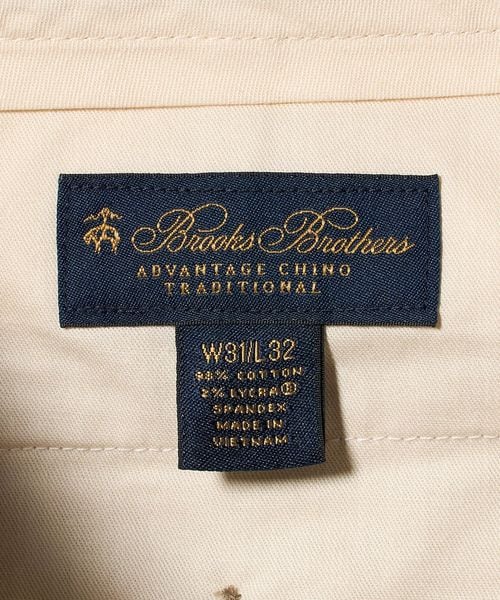 Brooks Brothers
ADVANTAGE CHINO
TRADITIONAL
W31/L32
98% COTTON
2% LYCRA®
SPANDEX
MADE IN
VIETNAM